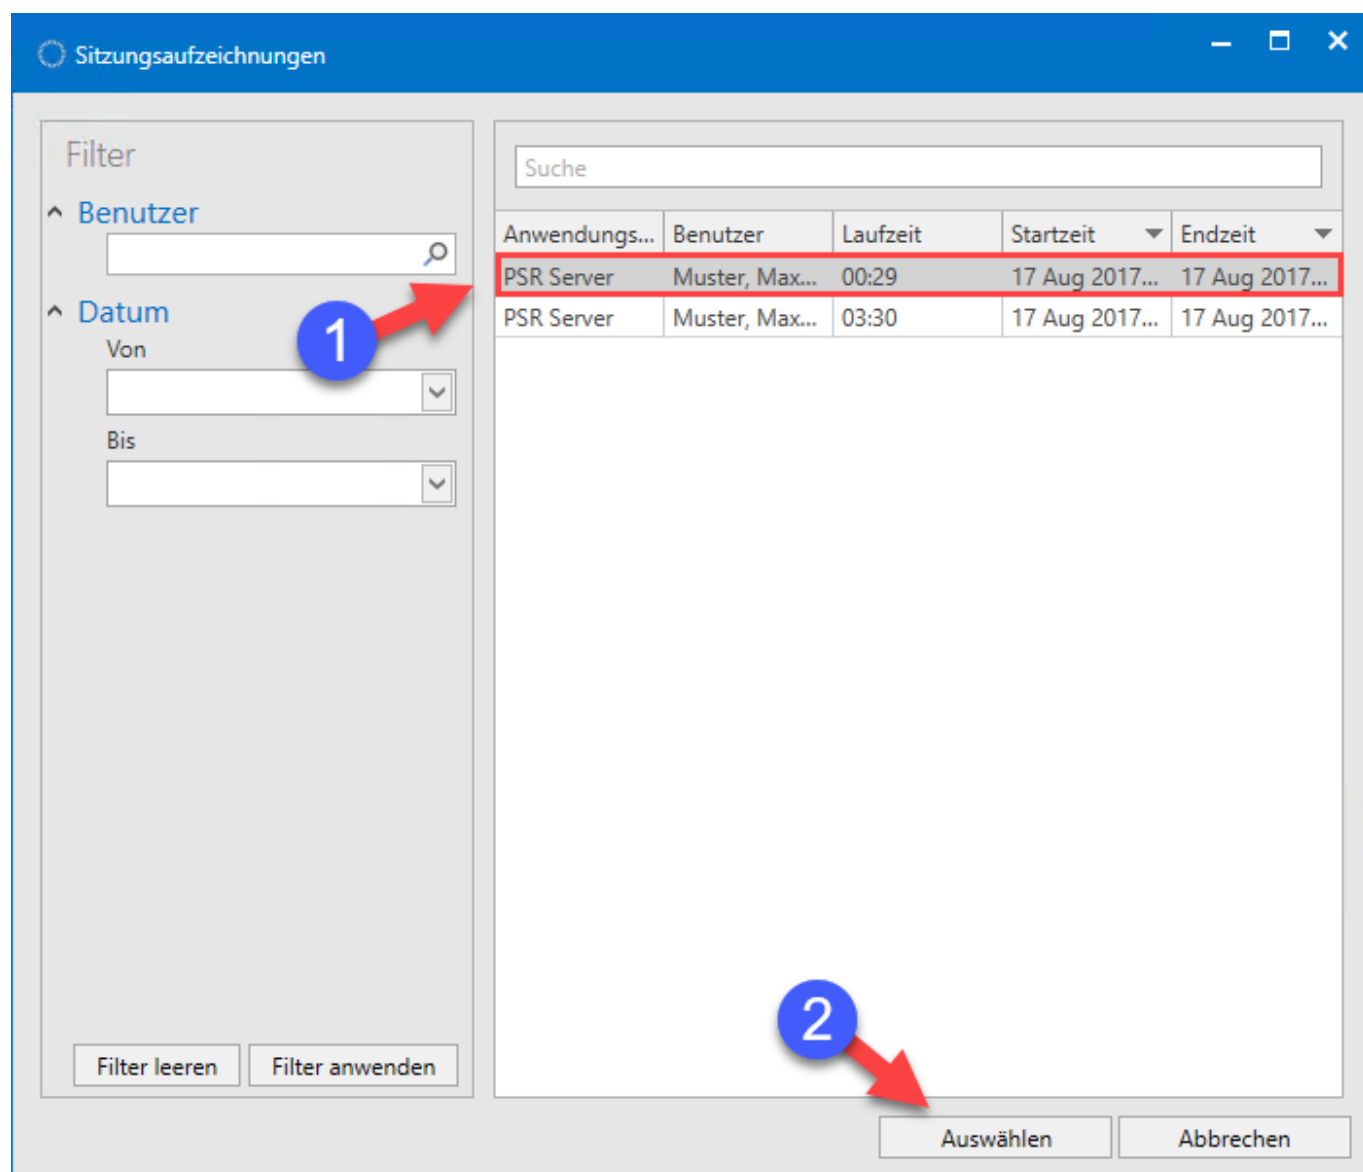 Sitzungsaufzeichnungen
Filter
Benutzer
Datum
Von
Bis
1
Filter leeren
Filter anwenden
Suche
Anwendungs... Benutzer Laufzeit Startzeit Endzeit
PSR Server Muster, Max... 00:29 17 Aug 2017... 17 Aug 2017...
PSR Server Muster, Max... 03:30 17 Aug 2017... 17 Aug 2017...
2
Auswählen
Abbrechen